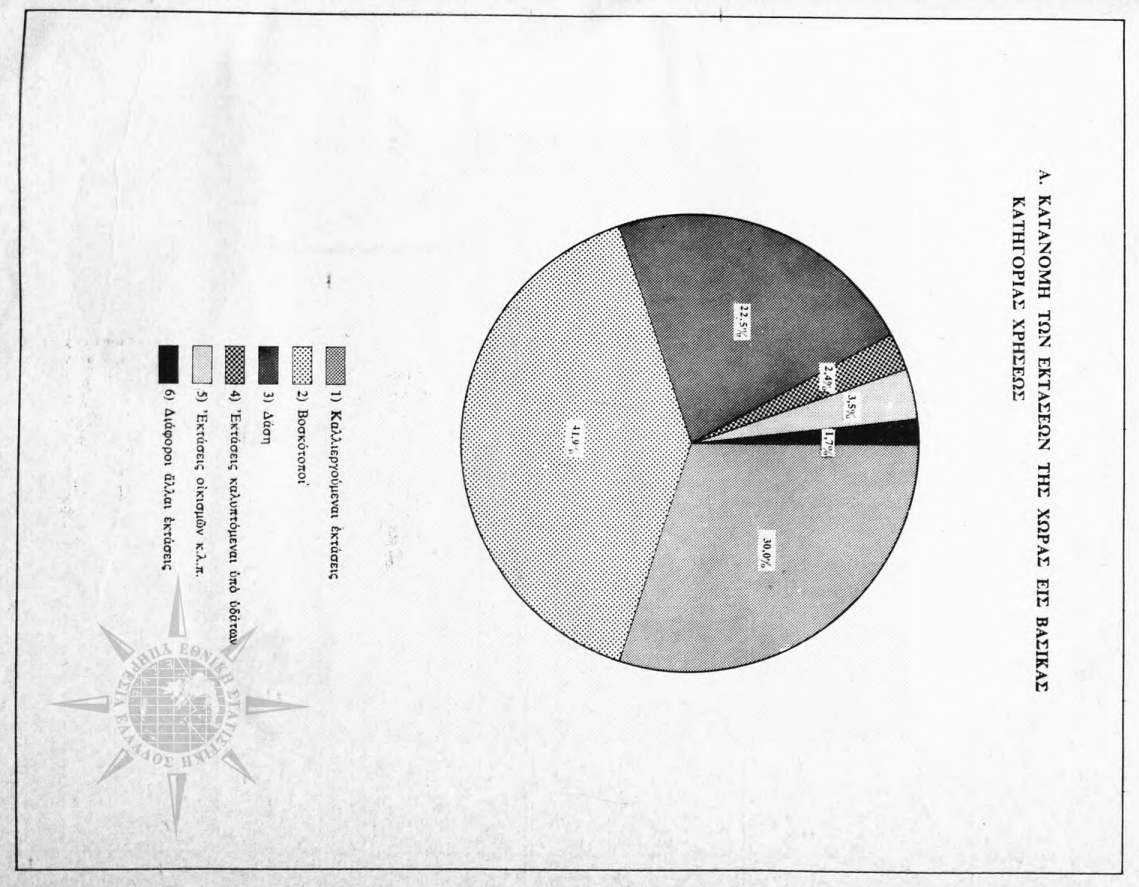 Α. ΚΑΤΑΝΟΜΗ ΤΩΝ ΕΚΤΑΣΕΩΝ ΤΗΣ ΧΩΡΑΣ ΕΙΣ ΒΑΣΙΚΑΣ
ΚΑΤΗΓΟΡΙΑΣ ΧΡΗΣΕΩΣ
22.5%
2,4%
3,5%
1,7%
30,0%
41,9%
1) Καλλιεργούμεναι ἐκτάσεις
2) Βοσκότοποι
3) Δάση
4) Ἐκτάσεις καλυπτόμεναι ὑπὸ ὑδάτων
5) Ἐκτάσεις οἰκισμῶν κ.λ.π.
6) Διάφοροι ἄλλαι ἐκτάσεις
ΕΘΝΙΚΗ ΣΤΑΤΙΣΤΙΚΗ ΥΠΗΡΕΣΙΑ ΕΛΛΑΔΟΣ